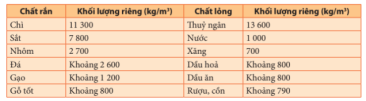 Chất rắn Khối lượng riêng (kg/m³) Chất lỏng Khối lượng riêng (kg/m³)
Chì 11 300 Thuỷ ngân 13 600
Sắt 7 800 Nước 1 000
Nhôm 2 700 Xăng 700
Đá Khoảng 2 600 Dầu hoả Khoảng 800
Gạo Khoảng 1 200 Dầu ăn Khoảng 800
Gỗ tốt Khoảng 800 Rượu, cồn Khoảng 790